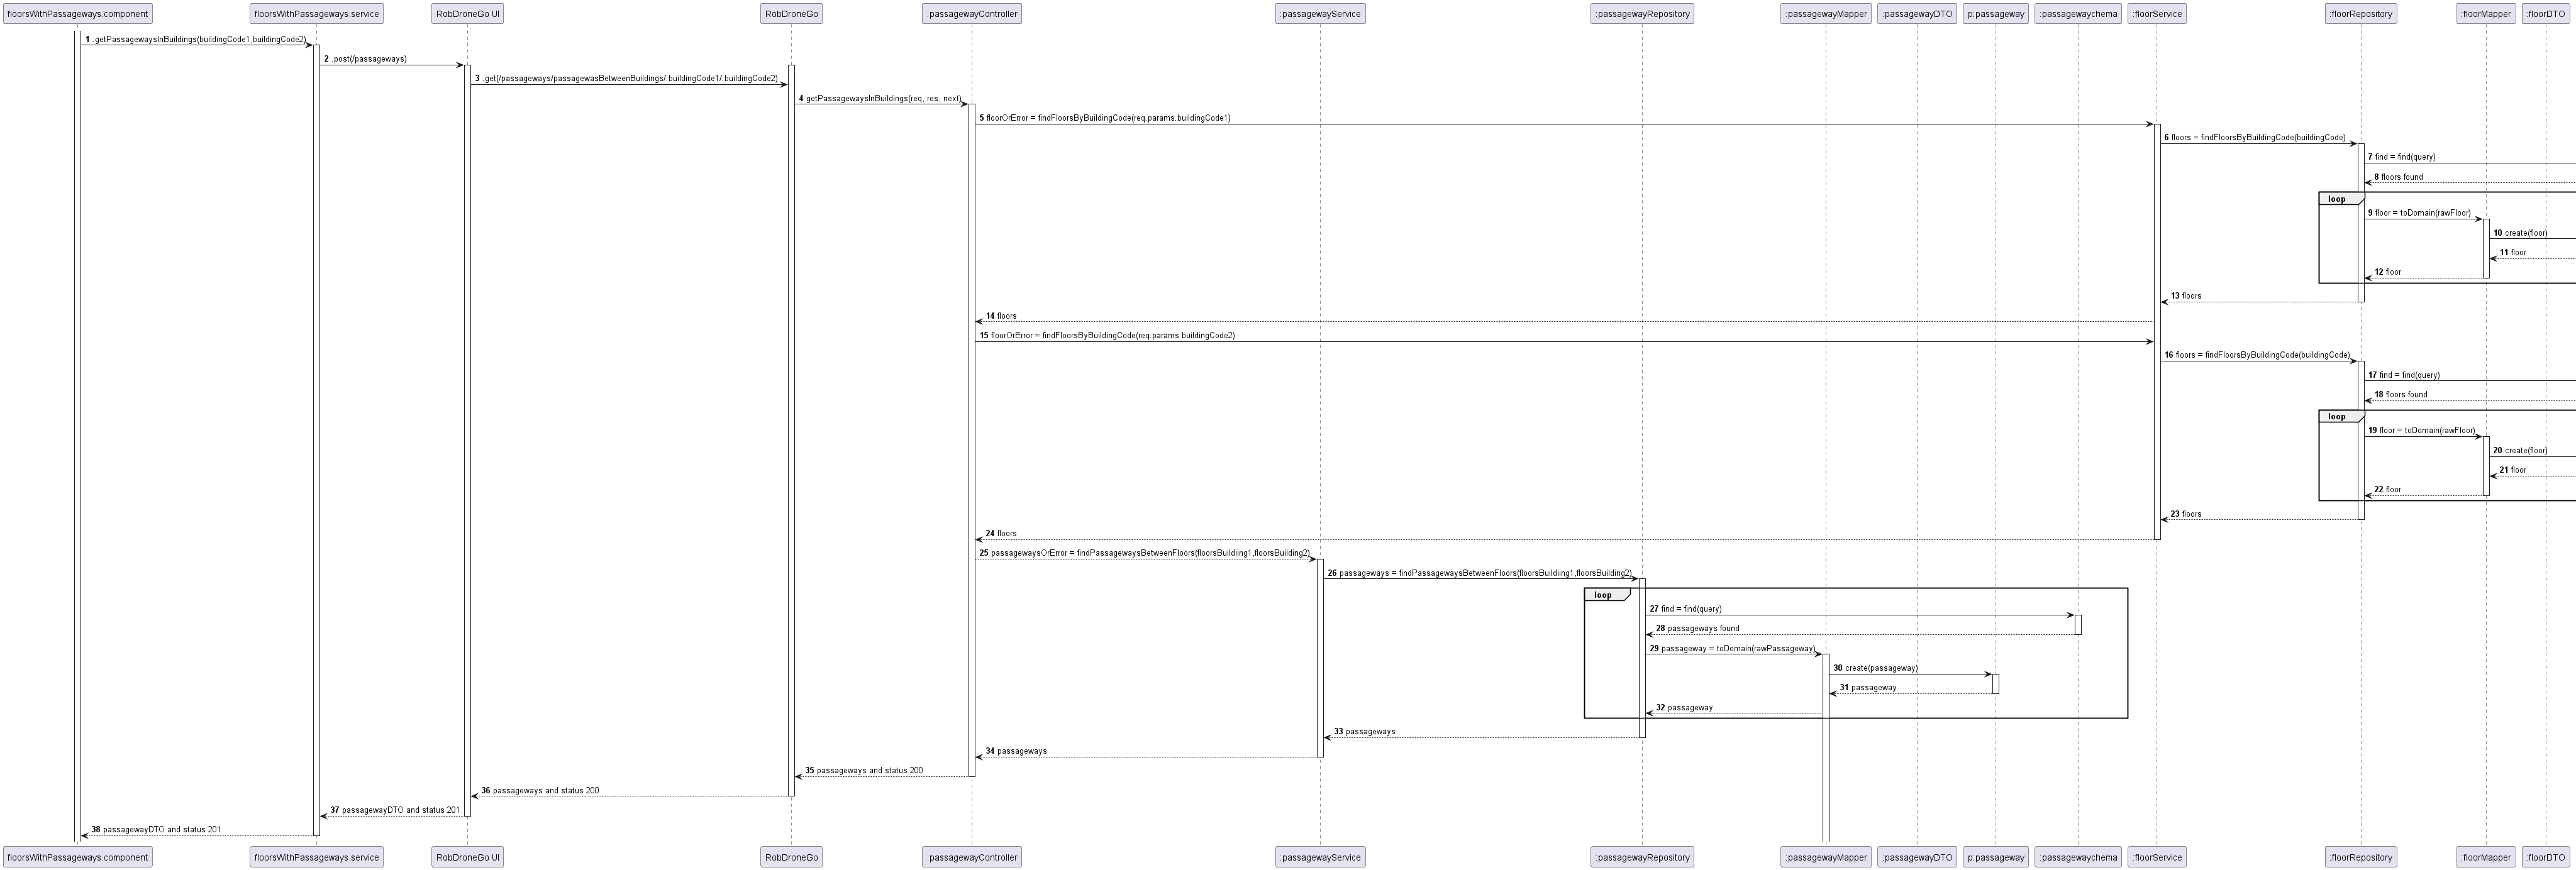 floorsWithPassageways.component
floorsWithPassageways.service
RobDroneGo UI
RobDroneGo
:passagewayController
:passagewayService
:passagewayRepository
:passagewayMapper
:passagewayDTO
p:passageway
:passagewaychema
:floorService
:floorRepository
:floorMapper
:floorDTO
1 .getPassagewaysInBuildings(buildingCode1,buildingCode2)
2 .post(/passageways)
3 .get(/passageways/passagewasBetweenBuildings/:buildingCode1/:buildingCode2)
4 getPassagewaysInBuildings(req, res, next)
5 floorOrError = findFloorsByBuildingCode(req.params.buildingCode1)
6 floors = findFloorsByBuildingCode(buildingCode)
7 find = find(query)
8 floors found
loop
9 floor = toDomain(rawFloor)
10 create(floor)
11 floor
12 floor
13 floors
14 floors
15 floorOrError = findFloorsByBuildingCode(req.params.buildingCode2)
16 floors = findFloorsByBuildingCode(buildingCode)
17 find = find(query)
18 floors found
loop
19 floor = toDomain(rawFloor)
20 create(floor)
21 floor
22 floor
23 floors
24 floors
25 passagewaysOrError = findPassagewaysBetweenFloors(floorsBuildiing1,floorsBuilding2)
26 passageways = findPassagewaysBetweenFloors(floorsBuildiing1,floorsBuilding2)
loop
27 find = find(query)
28 passageways found
29 passageway = toDomain(rawPassageway)
30 create(passageway)
31 passageway
32 passageway
33 passageways
34 passageways
35 passageways and status 200
36 passageways and status 200
37 passagewayDTO and status 201
38 passagewayDTO and status 201
floorsWithPassageways.component
floorsWithPassageways.service
RobDroneGo UI
RobDroneGo
:passagewayController
:passagewayService
:passagewayRepository
:passagewayMapper
:passagewayDTO
p:passageway
:passagewaychema
:floorService
:floorRepository
:floorMapper
:floorDTO